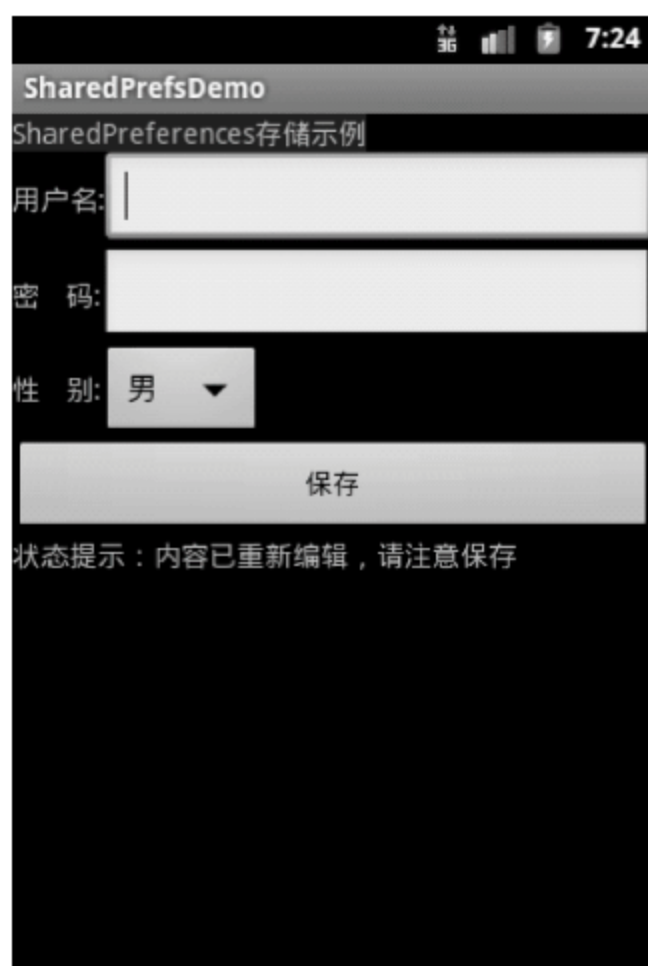 3G 7:24
SharedPrefsDemo
SharedPreferences存储示例
用户名:
密 码:
性 别: 男
保存
状态提示：内容已重新编辑，请注意保存